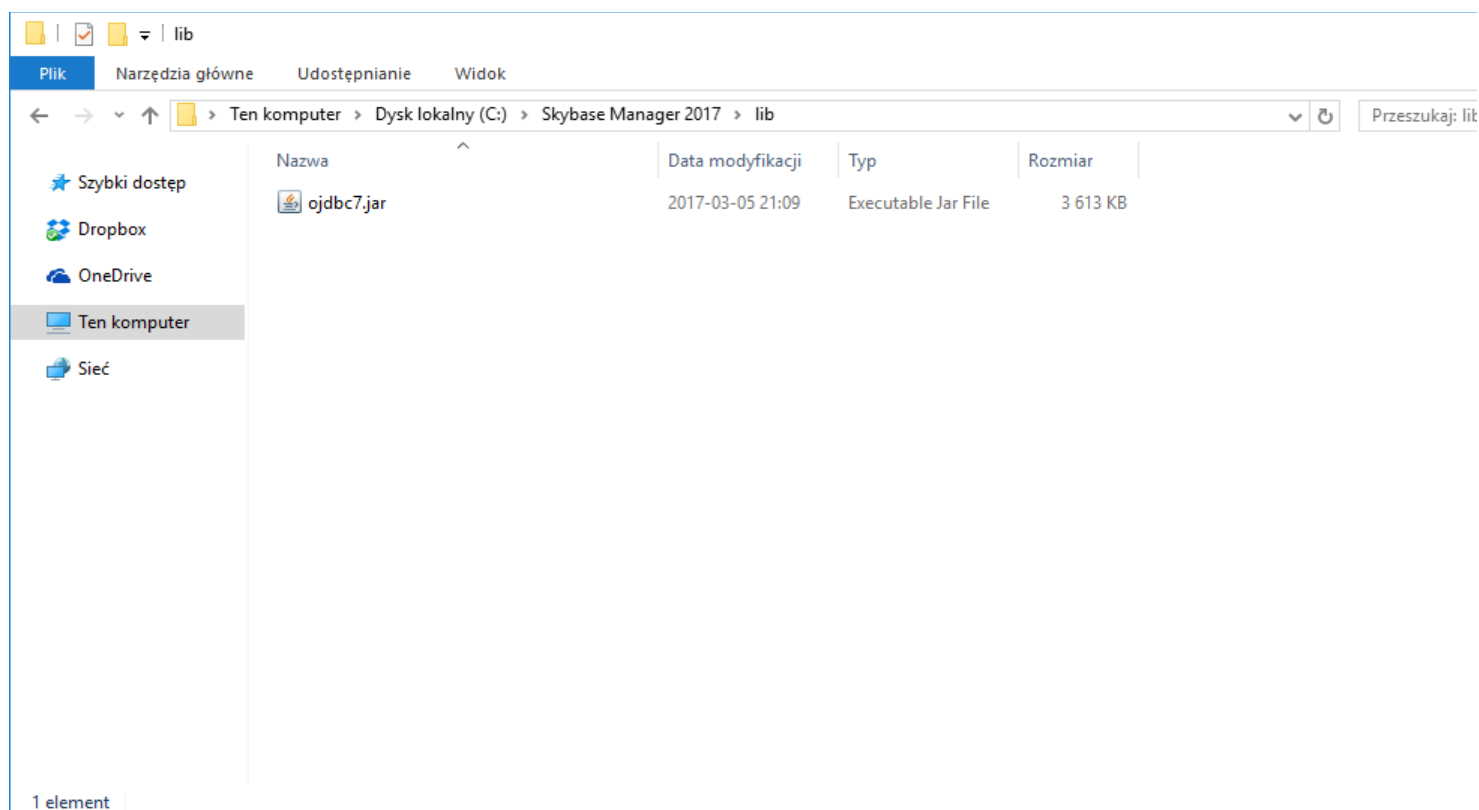 lib
Plik Narzędzia główne Udostępnianie Widok
Ten komputer Dysk lokalny (C:) Skybase Manager 2017 lib Przeszukaj: lib
Nazwa Data modyfikacji Typ Rozmiar
Szybki dostęp
ojdbc7.jar 2017-03-05 21:09 Executable Jar File 3 613 KB
Dropbox
OneDrive
Ten komputer
Sieć
1 element